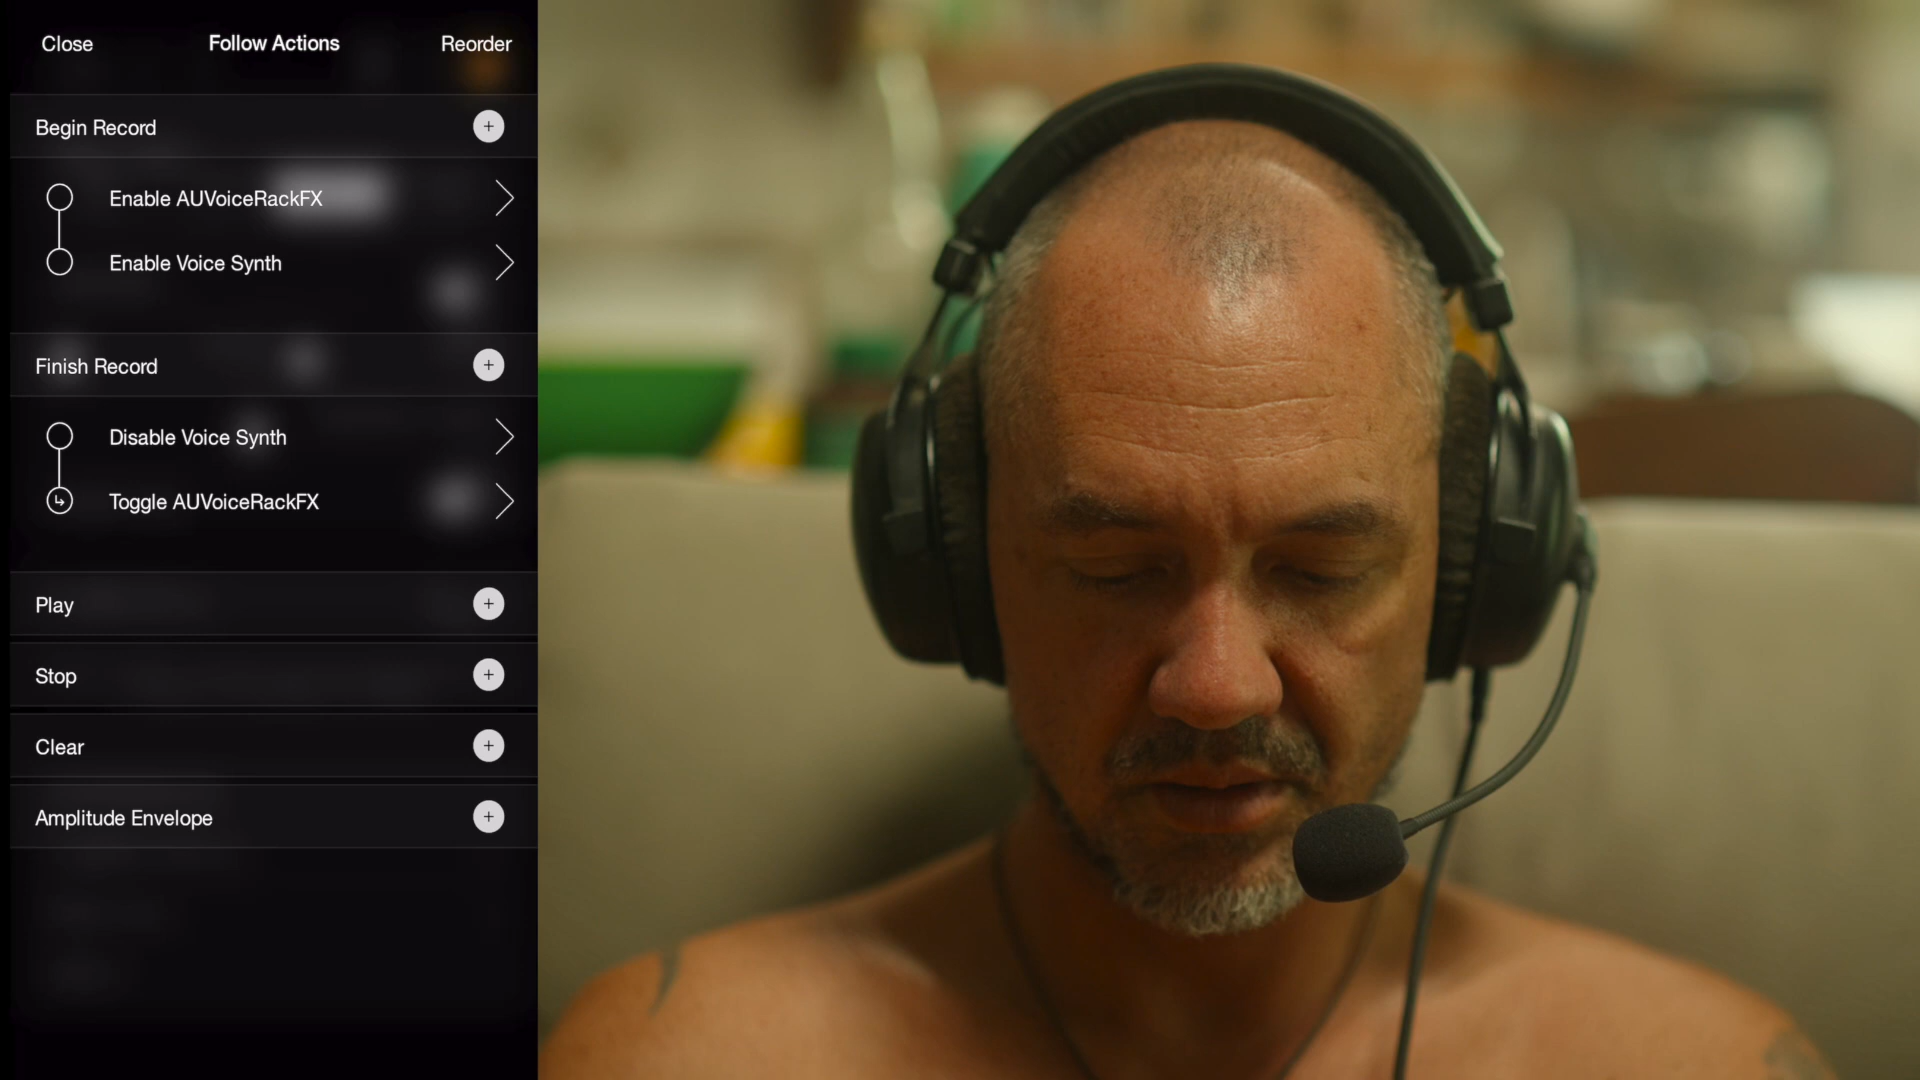 Close
Follow Actions
Reorder
Begin Record
Enable AUVoiceRackFX
Enable Voice Synth
Finish Record
Disable Voice Synth
Toggle AUVoiceRackFX
Play
Stop
Clear
Amplitude Envelope